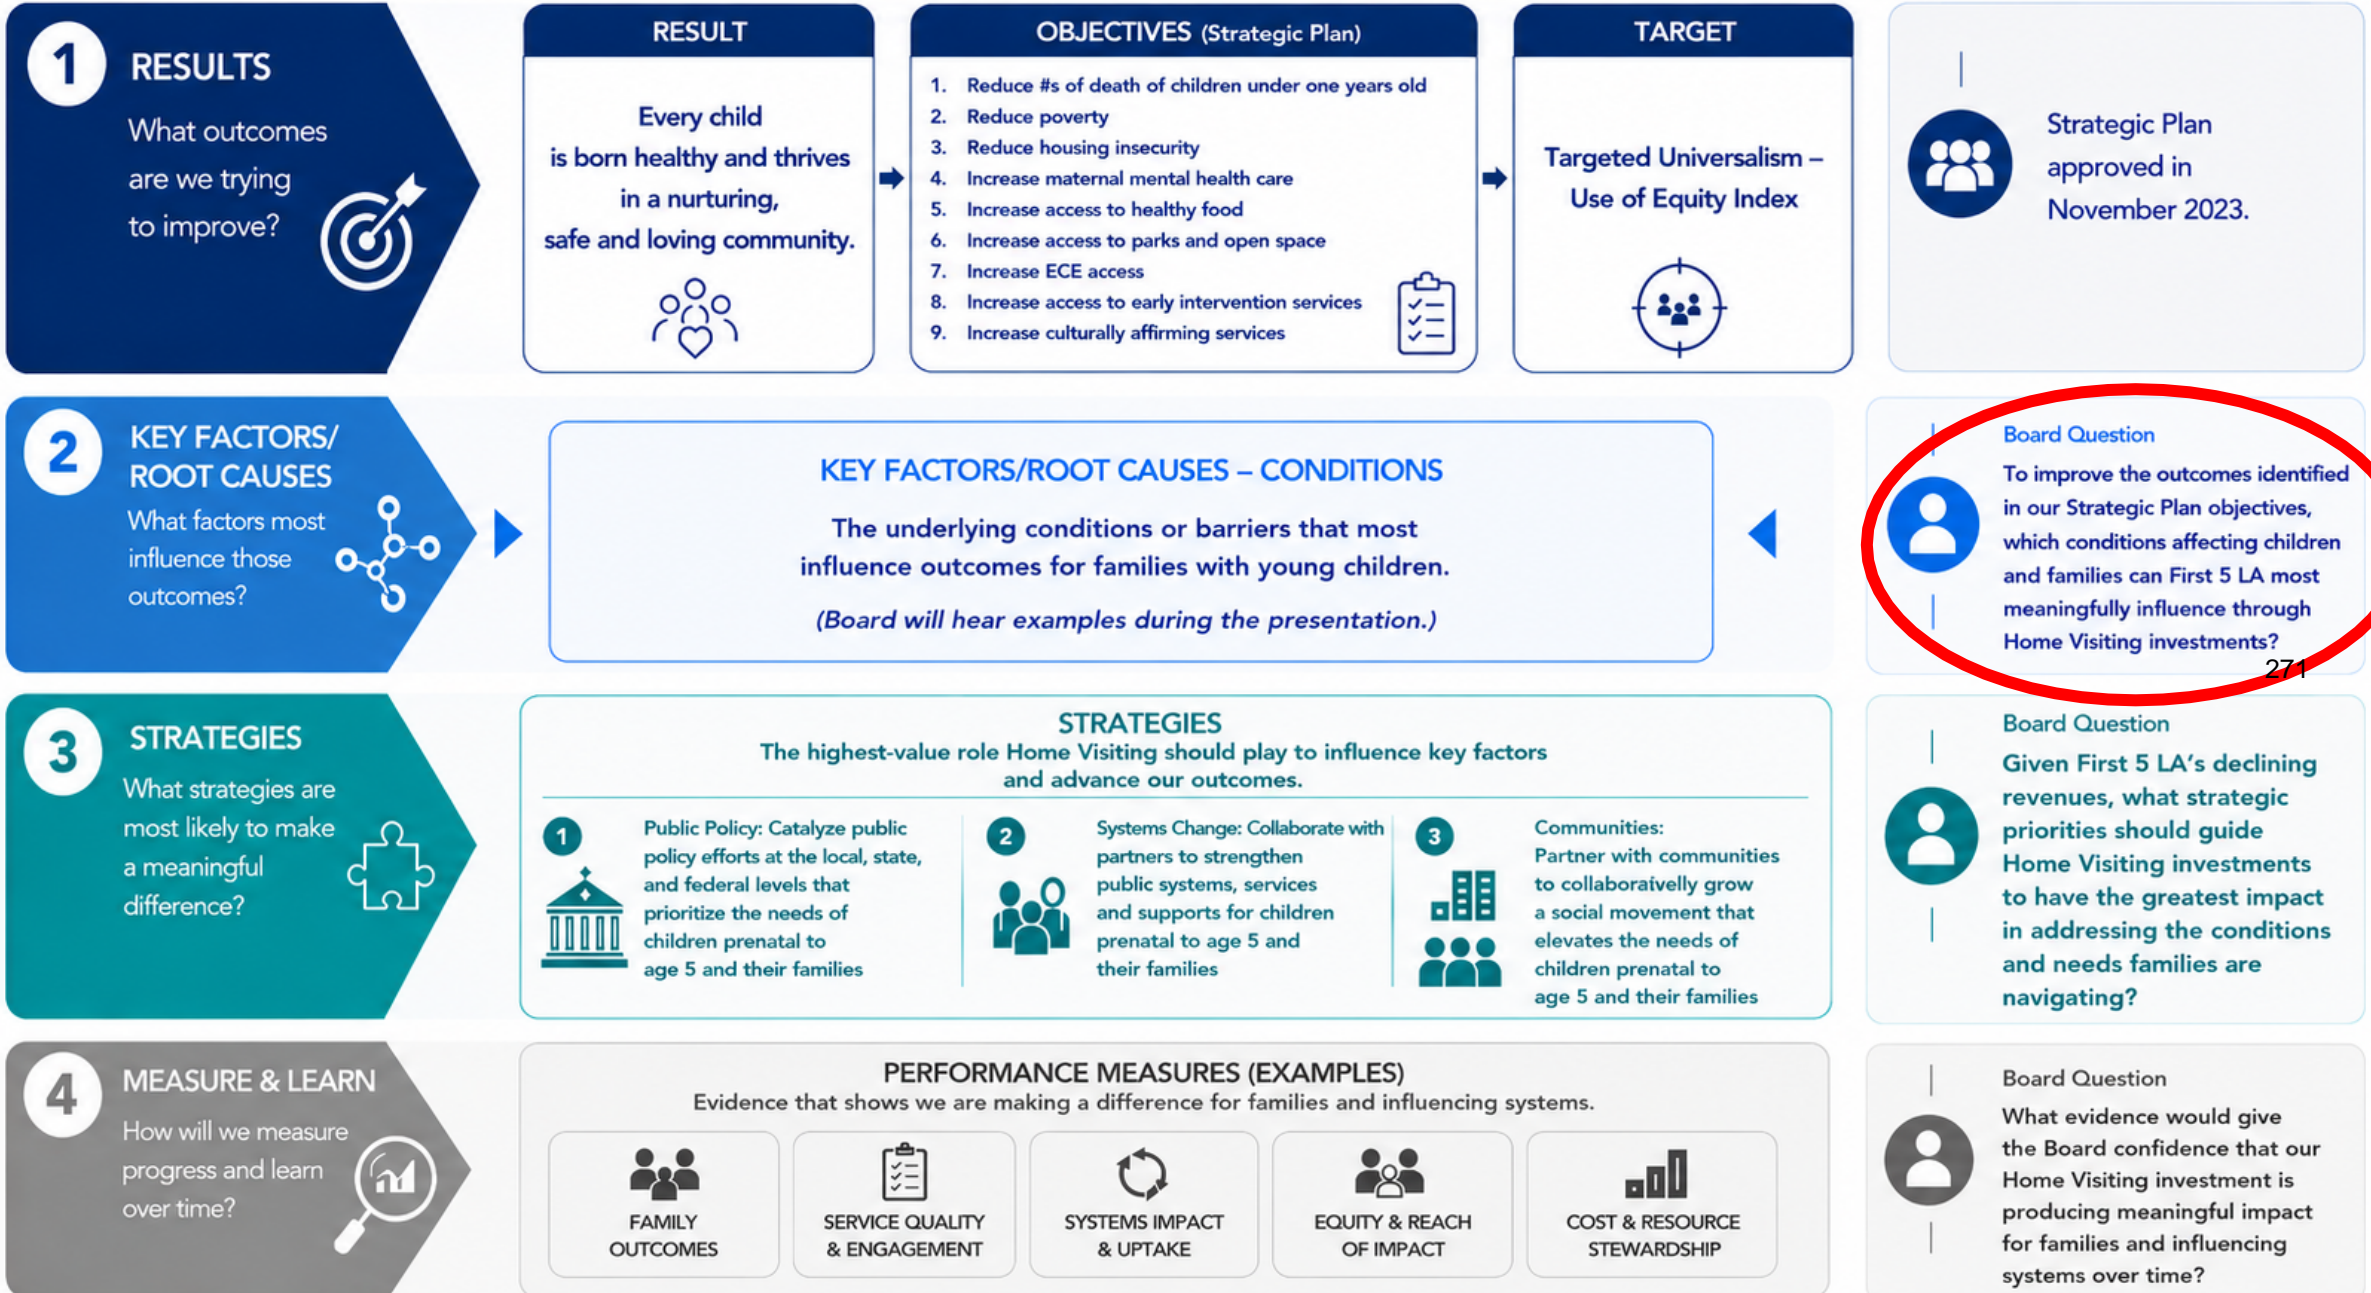 1
RESULTS
What outcomes
are we trying
to improve?
RESULT
Every child
is born healthy and thrives
in a nurturing,
safe and loving community.
OBJECTIVES (Strategic Plan)
1. Reduce #s of death of children under one years old
2. Reduce poverty
3. Reduce housing insecurity
4. Increase maternal mental health care
5. Increase access to healthy food
6. Increase access to parks and open space
7. Increase ECE access
8. Increase access to early intervention services
9. Increase culturally affirming services
TARGET
Targeted Universalism –
Use of Equity Index
Strategic Plan
approved in
November 2023.
2
KEY FACTORS/
ROOT CAUSES
What factors most
influence those
outcomes?
KEY FACTORS/ROOT CAUSES – CONDITIONS
The underlying conditions or barriers that most
influence outcomes for families with young children.
(Board will hear examples during the presentation.)
Board Question
To improve the outcomes identified
in our Strategic Plan objectives,
which conditions affecting children
and families can First 5 LA most
meaningfully influence through
Home Visiting investments?
271
3
STRATEGIES
What strategies are
most likely to make
a meaningful
difference?
STRATEGIES
The highest-value role Home Visiting should play to influence key factors
and advance our outcomes.
1
Public Policy: Catalyze public
policy efforts at the local, state,
and federal levels that
prioritize the needs of
children prenatal to
age 5 and their families
2
Systems Change: Collaborate with
partners to strengthen
public systems, services
and supports for children
prenatal to age 5 and
their families
3
Communities:
Partner with communities
to collaboraivelly grow
a social movement that
elevates the needs of
children prenatal to
age 5 and their families
Board Question
Given First 5 LA's declining
revenues, what strategic
priorities should guide
Home Visiting investments
to have the greatest impact
in addressing the conditions
and needs families are
navigating?
4
MEASURE & LEARN
How will we measure
progress and learn
over time?
PERFORMANCE MEASURES (EXAMPLES)
Evidence that shows we are making a difference for families and influencing systems.
FAMILY
OUTCOMES
SERVICE QUALITY
& ENGAGEMENT
SYSTEMS IMPACT
& UPTAKE
EQUITY & REACH
OF IMPACT
COST & RESOURCE
STEWARDSHIP
Board Question
What evidence would give
the Board confidence that our
Home Visiting investment is
producing meaningful impact
for families and influencing
systems over time?